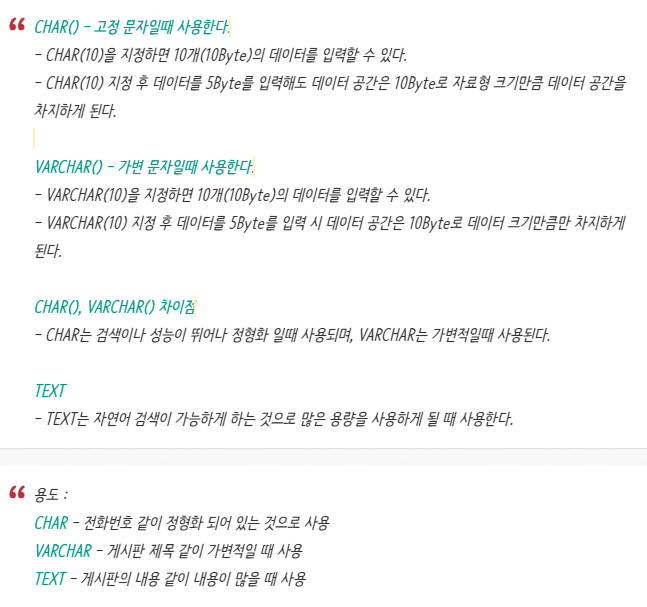 CHAR() - 고정 문자일때 사용한다.
- CHAR(10)을 지정하면 10개(10Byte)의 데이터를 입력할 수 있다.
- CHAR(10) 지정 후 데이터를 5Byte를 입력해도 데이터 공간은 10Byte로 자료형 크기만큼 데이터 공간을
차지하게 된다.
VARCHAR() - 가변 문자일때 사용한다.
- VARCHAR(10)을 지정하면 10개(10Byte)의 데이터를 입력할 수 있다.
- VARCHAR(10) 지정 후 데이터를 5Byte를 입력 시 데이터 공간은 10Byte로 데이터 크기만큼만 차지하게
된다.
CHAR(), VARCHAR() 차이점
- CHAR는 검색이나 성능이 뛰어나 정형화 일때 사용되며, VARCHAR는 가변적일때 사용된다.
TEXT
- TEXT는 자연어 검색이 가능하게 하는 것으로 많은 용량을 사용하게 될 때 사용한다.
용도 :
CHAR - 전화번호 같이 정형화 되어 있는 것으로 사용
VARCHAR - 게시판 제목 같이 가변적일 때 사용
TEXT - 게시판의 내용 같이 내용이 많을 때 사용